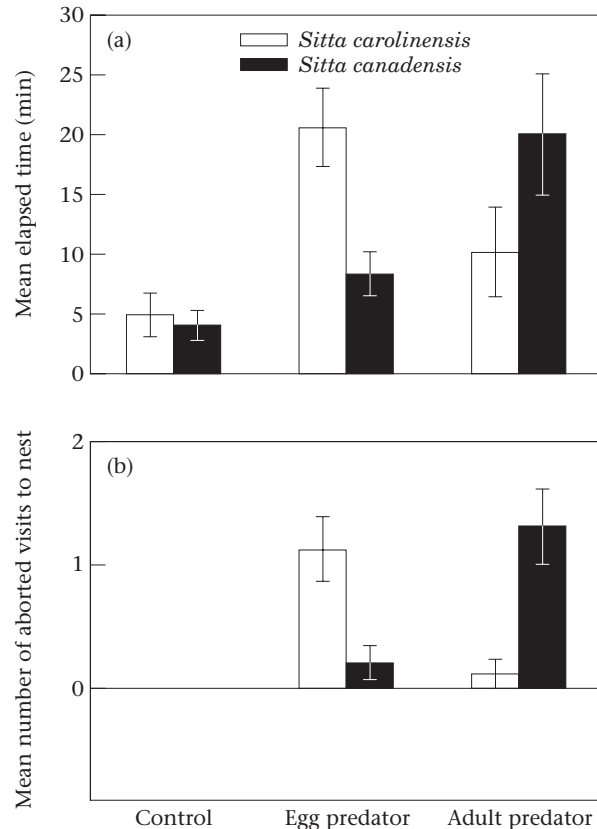 30
(a)
Sitta carolinensis
Sitta canadensis
25
20
15
10
5
0
Mean elapsed time (min)
2
(b)
1
0
Mean number of aborted visits to nest
Control Egg predator Adult predator